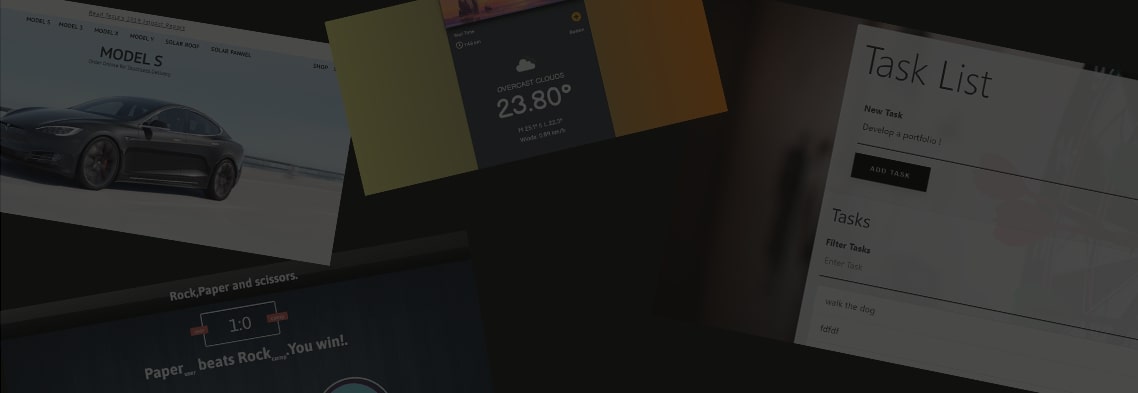 MODEL S MODEL 3 MODEL X MODEL Y SOLAR ROOF SOLAR PANNEL SHOP
MODEL S
OVERCAST CLOUDS
23.80°
Task List
New Task
Develop a portfolio !
ADD TASK
Tasks
Filter Tasks
Enter Task
walk the dog
fdfdf
Rock,Paper and scissors.
1:0
Paper beats Rock .You win!.